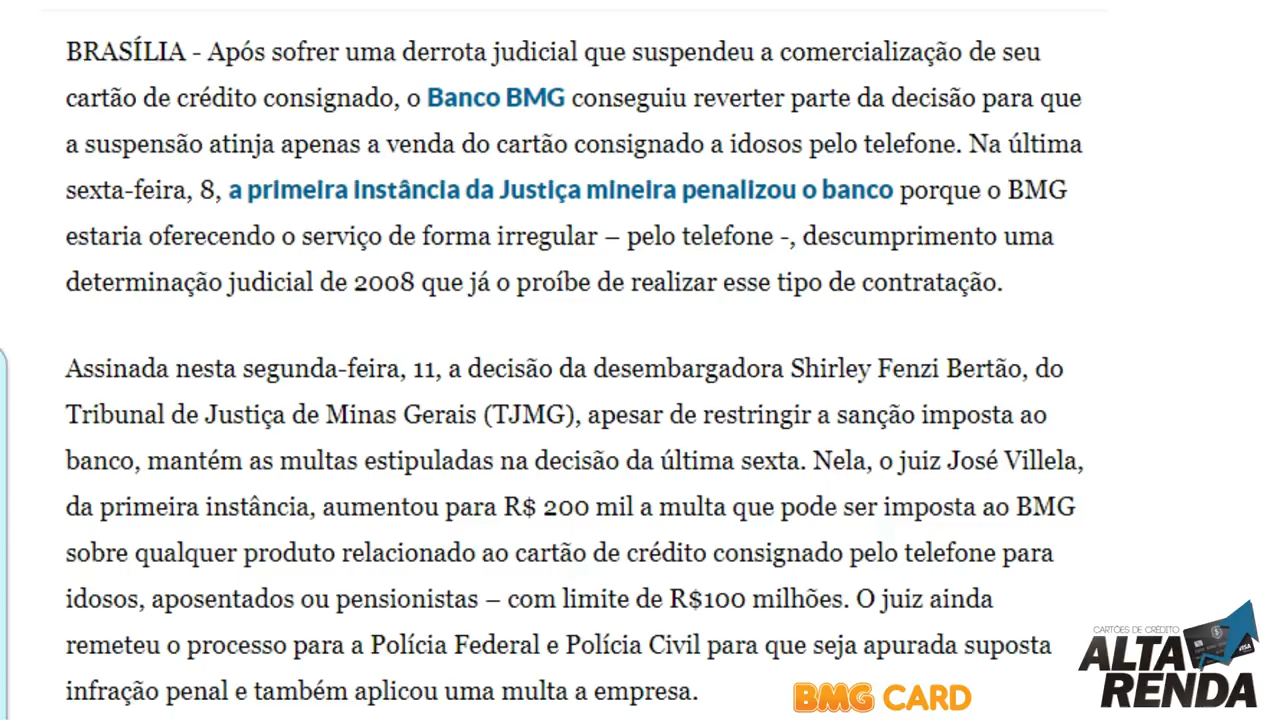 BRASÍLIA - Após sofrer uma derrota judicial que suspendeu a comercialização de seu
cartão de crédito consignado, o Banco BMG conseguiu reverter parte da decisão para que
a suspensão atinja apenas a venda do cartão consignado a idosos pelo telefone. Na última
sexta-feira, 8, a primeira instância da Justiça mineira penalizou o banco porque o BMG
estaria oferecendo o serviço de forma irregular – pelo telefone -, descumprimento uma
determinação judicial de 2008 que já o proíbe de realizar esse tipo de contratação.
Assinada nesta segunda-feira, 11, a decisão da desembargadora Shirley Fenzi Bertão, do
Tribunal de Justiça de Minas Gerais (TJMG), apesar de restringir a sanção imposta ao
banco, mantém as multas estipuladas na decisão da última sexta. Nela, o juiz José Villela,
da primeira instância, aumentou para R$ 200 mil a multa que pode ser imposta ao BMG
sobre qualquer produto relacionado ao cartão de crédito consignado pelo telefone para
idosos, aposentados ou pensionistas – com limite de R$100 milhões. O juiz ainda
remeteu o processo para a Polícia Federal e Polícia Civil para que seja apurada suposta
infração penal e também aplicou uma multa a empresa.
BMG CARD
CARTÕES DE CRÉDITO
ALTA
RENDA
VISA